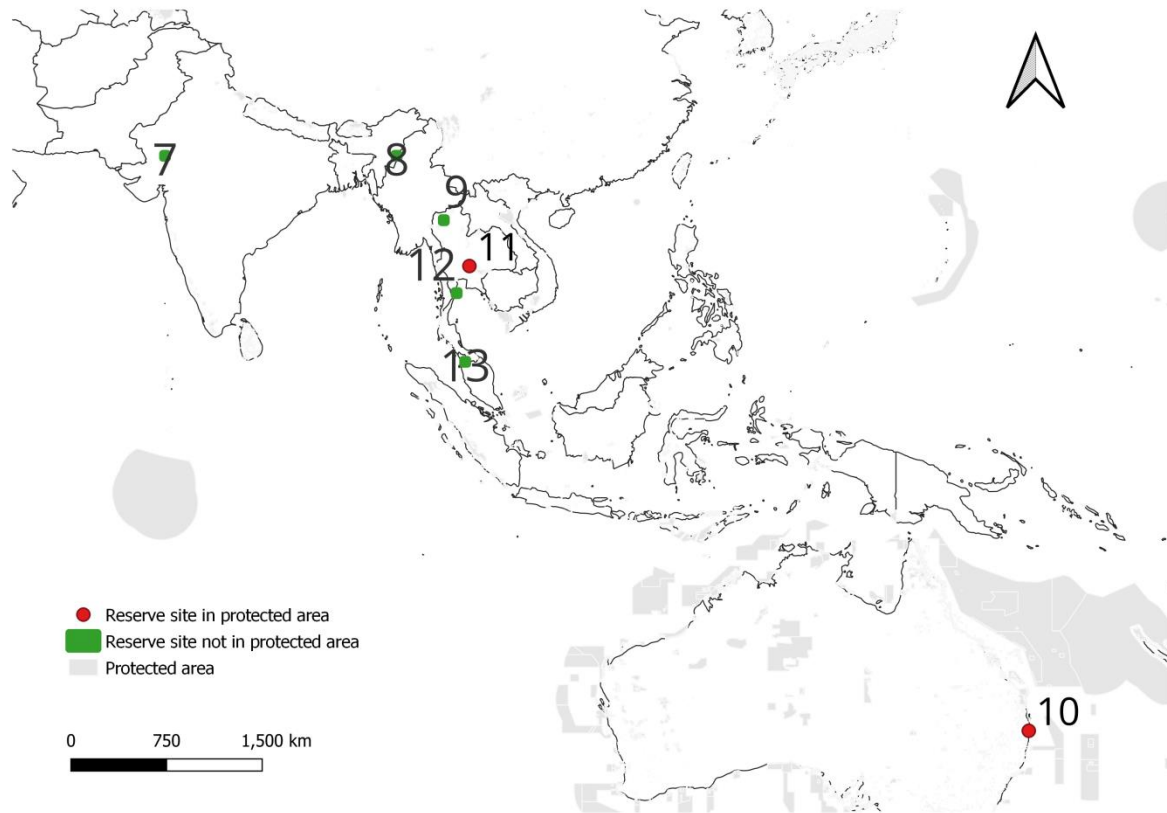 7
8
9
11
12
13
10
Reserve site in protected area
Reserve site not in protected area
Protected area
0 750 1,500 km